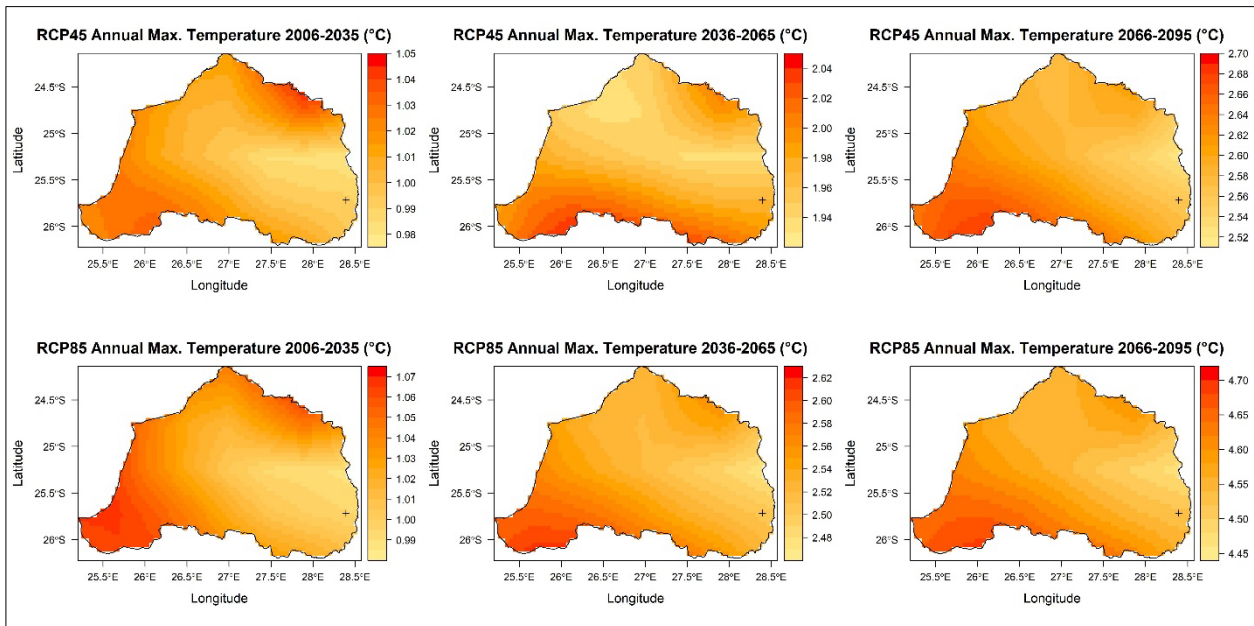 RCP45 Annual Max. Temperature 2006-2035 (°C)
Latitude
24.5°S
25°S
25.5°S
26°S
25.5°E 26°E 26.5°E 27°E 27.5°E 28°E 28.5°E
Longitude
1.05
1.04
1.03
1.02
1.01
1.00
0.99
0.98
RCP45 Annual Max. Temperature 2036-2065 (°C)
Latitude
24.5°S
25°S
25.5°S
26°S
25.5°E 26°E 26.5°E 27°E 27.5°E 28°E 28.5°E
Longitude
2.04
2.02
2.00
1.98
1.96
1.94
RCP45 Annual Max. Temperature 2066-2095 (°C)
Latitude
24.5°S
25°S
25.5°S
26°S
25.5°E 26°E 26.5°E 27°E 27.5°E 28°E 28.5°E
Longitude
2.70
2.68
2.66
2.64
2.62
2.60
2.58
2.56
2.54
2.52
RCP85 Annual Max. Temperature 2006-2035 (°C)
Latitude
24.5°S
25°S
25.5°S
26°S
25.5°E 26°E 26.5°E 27°E 27.5°E 28°E 28.5°E
Longitude
1.07
1.06
1.05
1.04
1.03
1.02
1.01
1.00
0.99
RCP85 Annual Max. Temperature 2036-2065 (°C)
Latitude
24.5°S
25°S
25.5°S
26°S
25.5°E 26°E 26.5°E 27°E 27.5°E 28°E 28.5°E
Longitude
2.62
2.60
2.58
2.56
2.54
2.52
2.50
2.48
RCP85 Annual Max. Temperature 2066-2095 (°C)
Latitude
24.5°S
25°S
25.5°S
26°S
25.5°E 26°E 26.5°E 27°E 27.5°E 28°E 28.5°E
Longitude
4.70
4.65
4.60
4.55
4.50
4.45